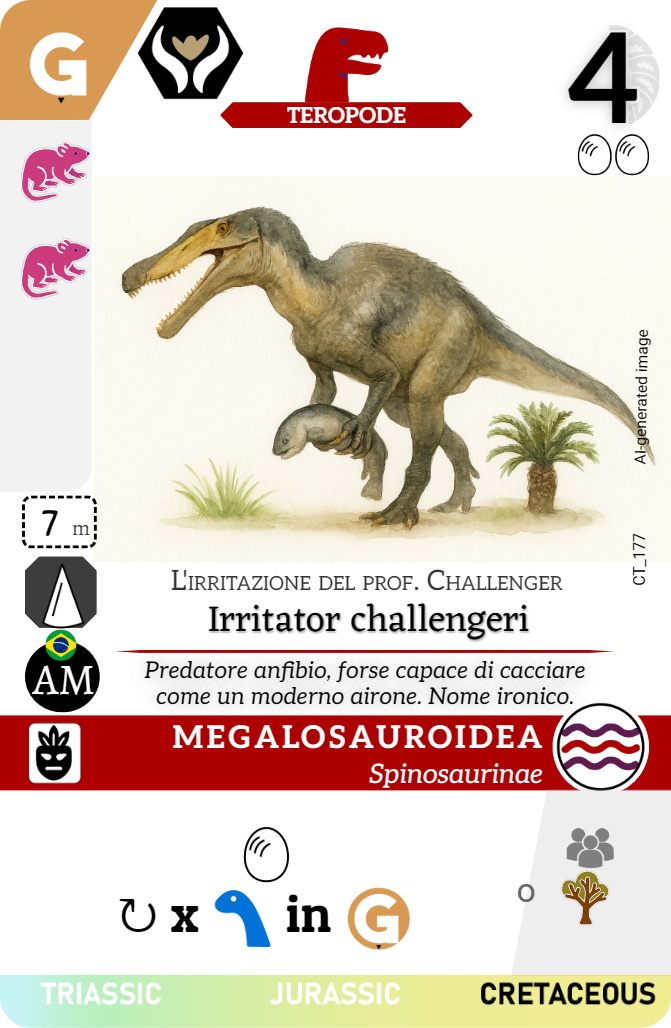 G
4
TEROPODE
AI-generated image
7 m
CT_177
L'irritazione del prof. Challenger
Irritator challengeri
AM
Predatore anfibio, forse capace di cacciare
come un moderno airone. Nome ironico.
MEGALOSAUROIDEA
Spinosaurinae
o
x in G
TRIASSIC JURASSIC CRETACEOUS